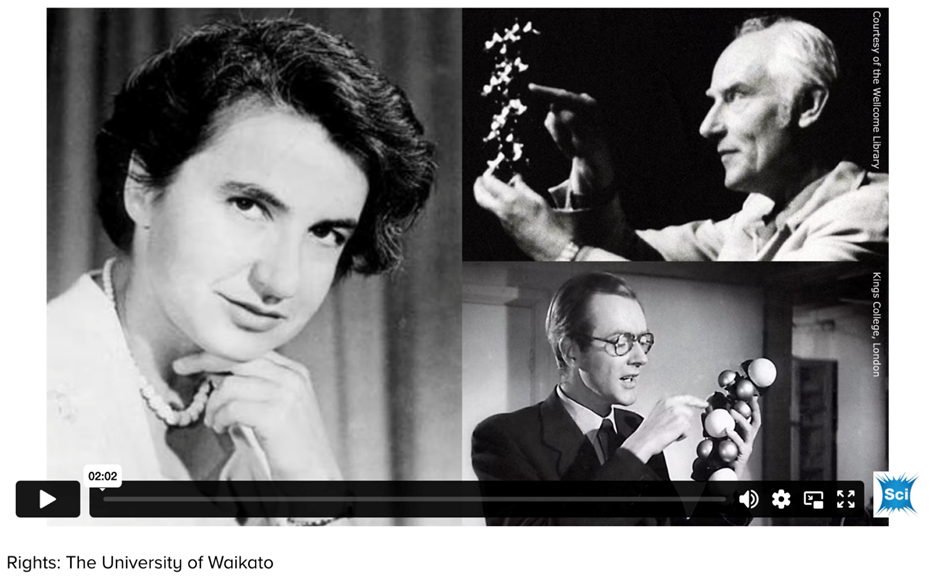 Courtesy of the Wellcome Library
Kings College, London
02:02
Sci
Rights: The University of Waikato